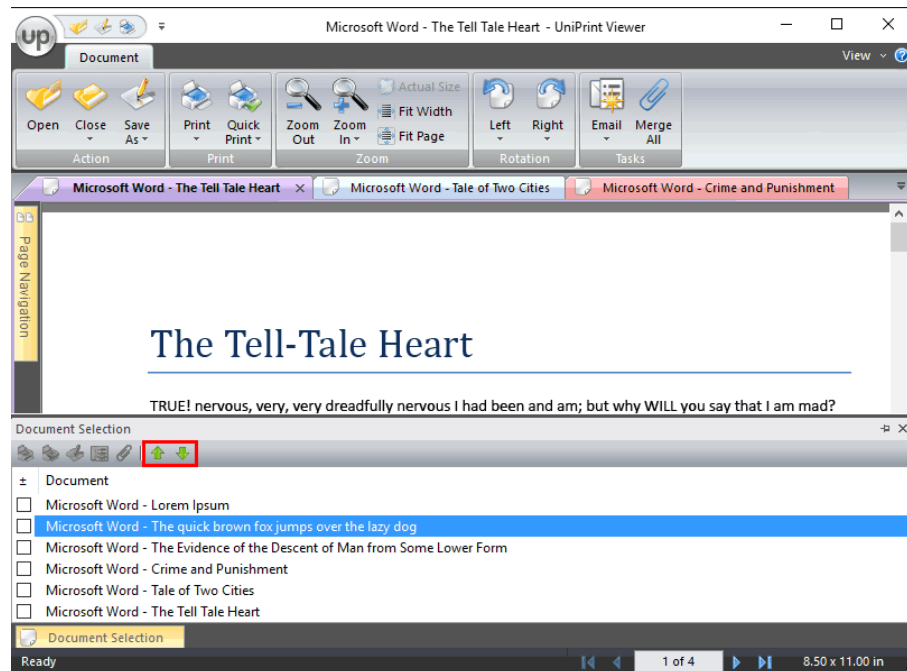 up
Microsoft Word - The Tell Tale Heart - UniPrint Viewer
Document
View
Open
Close
Save As
Action
Print
Quick Print
Print
Zoom Out
Zoom In
Actual Size
Fit Width
Fit Page
Zoom
Left
Right
Rotation
Email
Merge All
Tasks
Microsoft Word - The Tell Tale Heart
Microsoft Word - Tale of Two Cities
Microsoft Word - Crime and Punishment
Page Navigation
The Tell-Tale Heart
TRUE! nervous, very, very dreadfully nervous I had been and am; but why WILL you say that I am mad?
Document Selection
± Document
Microsoft Word - Lorem Ipsum
Microsoft Word - The quick brown fox jumps over the lazy dog
Microsoft Word - The Evidence of the Descent of Man from Some Lower Form
Microsoft Word - Crime and Punishment
Microsoft Word - Tale of Two Cities
Microsoft Word - The Tell Tale Heart
Document Selection
Ready
1 of 4
8.50 x 11.00 in